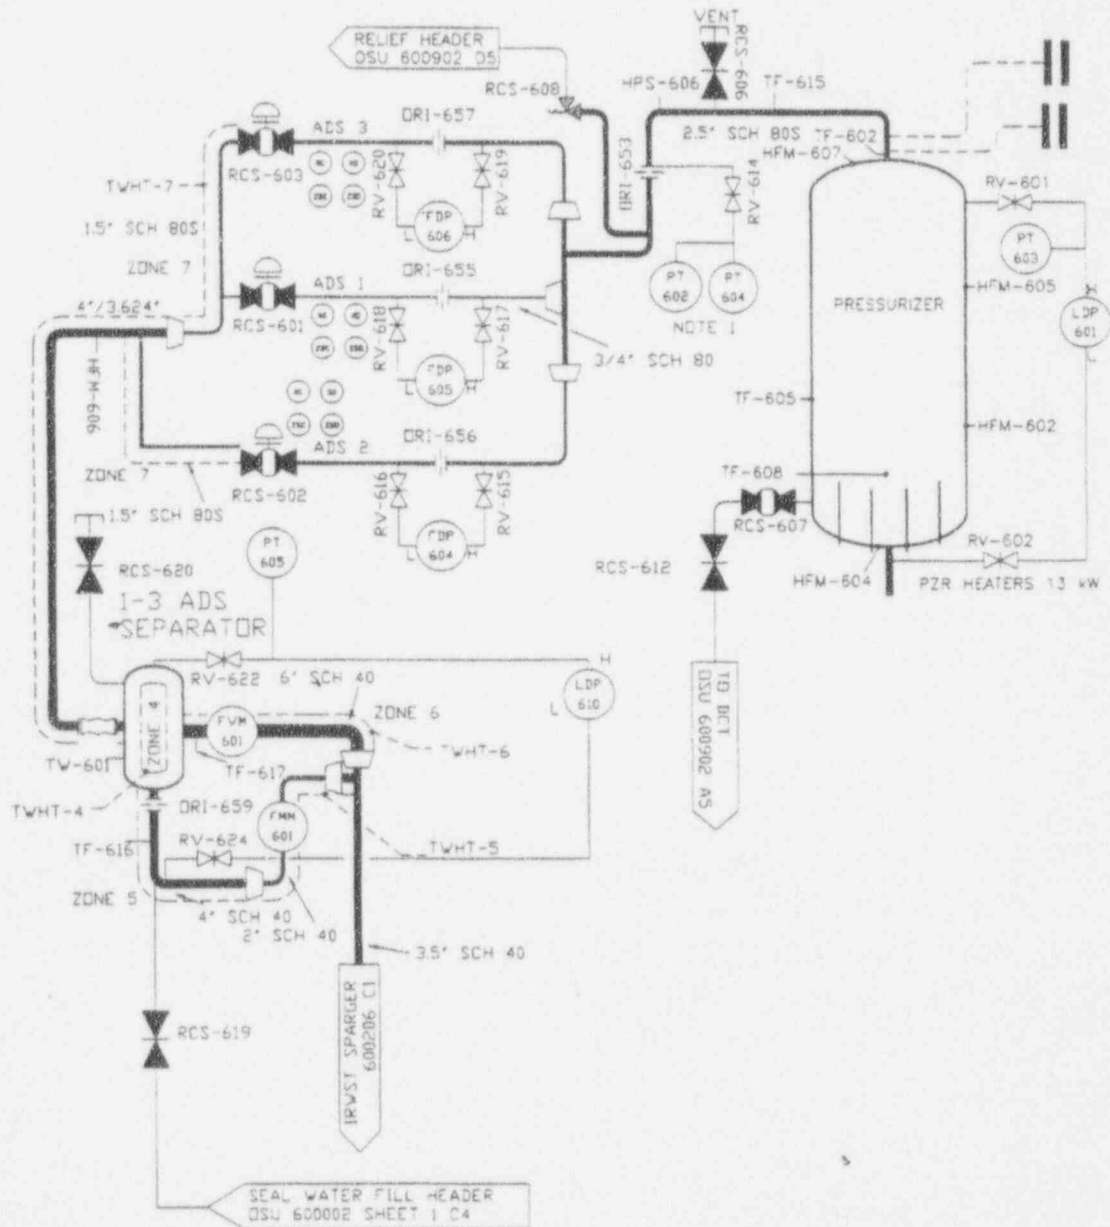 VENT
RCS-606
RELIEF HEADER
OSU 600902 D5
RCS-608
HPS-606
TF-615
2.5" SCH 80S
TF-602
HFM-607
ADS 3
ORI-657
RCS-603
RV-620
RV-619
FDP
606
L
H
ORI-653
RV-614
PT
602
PT
604
NOTE 1
TWHT-7
1.5" SCH 80S
ZONE 7
4"/3.624"
HFM-609
ADS 1
ORI-655
RCS-601
RV-618
RV-617
FDP
605
L
H
3/4" SCH 80
RV-601
PT
603
HFM-605
H
LDP
601
L
PRESSURIZER
TF-605
HFM-602
TF-608
ADS 2
ORI-656
RCS-602
RV-616
RV-615
FDP
604
L
H
ZONE 7
1.5" SCH 80S
RCS-620
PT
605
RCS-607
RCS-612
HFM-604
RV-602
PZR HEATERS 13 kW
1-3 ADS
SEPARATOR
RV-622
6" SCH 40
H
LDP
610
L
ZONE 4
FVM
601
ZONE 6
TWHT-6
TW-601
TF-617
TWHT-4
ORI-659
FMM
601
TWHT-5
RV-624
TF-616
ZONE 5
4" SCH 40
2" SCH 40
3.5" SCH 40
TO BCT
OSU 600902 A5
RCS-619
IRWST SPARGER
600206 C1
SEAL WATER FILL HEADER
OSU 600002 SHEET 1 C4